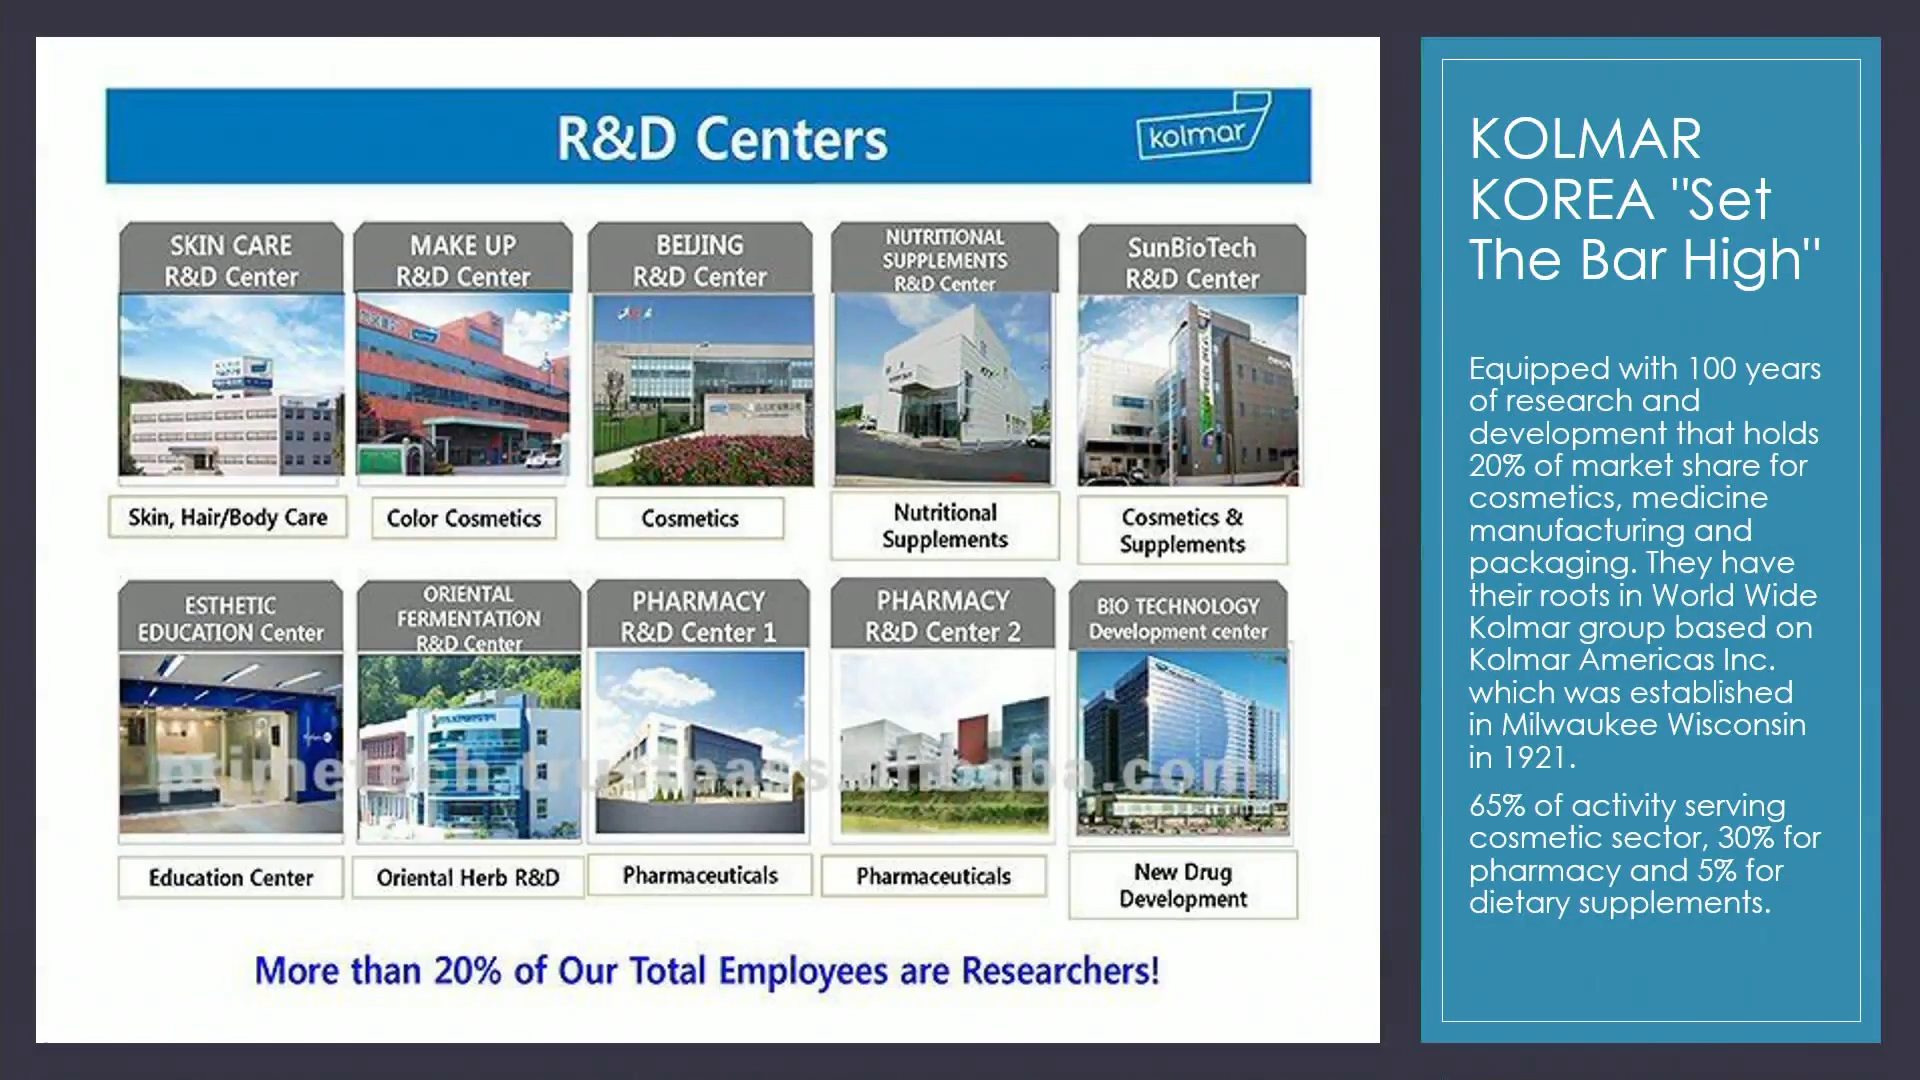 R&D Centers
kolmar
SKIN CARE
R&D Center
MAKE UP
R&D Center
BEIJING
R&D Center
NUTRITIONAL
SUPPLEMENTS
R&D Center
SunBioTech
R&D Center
Skin, Hair/Body Care
Color Cosmetics
Cosmetics
Nutritional
Supplements
Cosmetics &
Supplements
ESTHETIC
EDUCATION Center
ORIENTAL
FERMENTATION
R&D Center
PHARMACY
R&D Center 1
PHARMACY
R&D Center 2
BIO TECHNOLOGY
Development center
Education Center
Oriental Herb R&D
Pharmaceuticals
Pharmaceuticals
New Drug
Development
More than 20% of Our Total Employees are Researchers!
KOLMAR
KOREA "Set
The Bar High"
Equipped with 100 years
of research and
development that holds
20% of market share for
cosmetics, medicine
manufacturing and
packaging. They have
their roots in World Wide
Kolmar group based on
Kolmar Americas Inc.
which was established
in Milwaukee Wisconsin
in 1921.
65% of activity serving
cosmetic sector, 30% for
pharmacy and 5% for
dietary supplements.